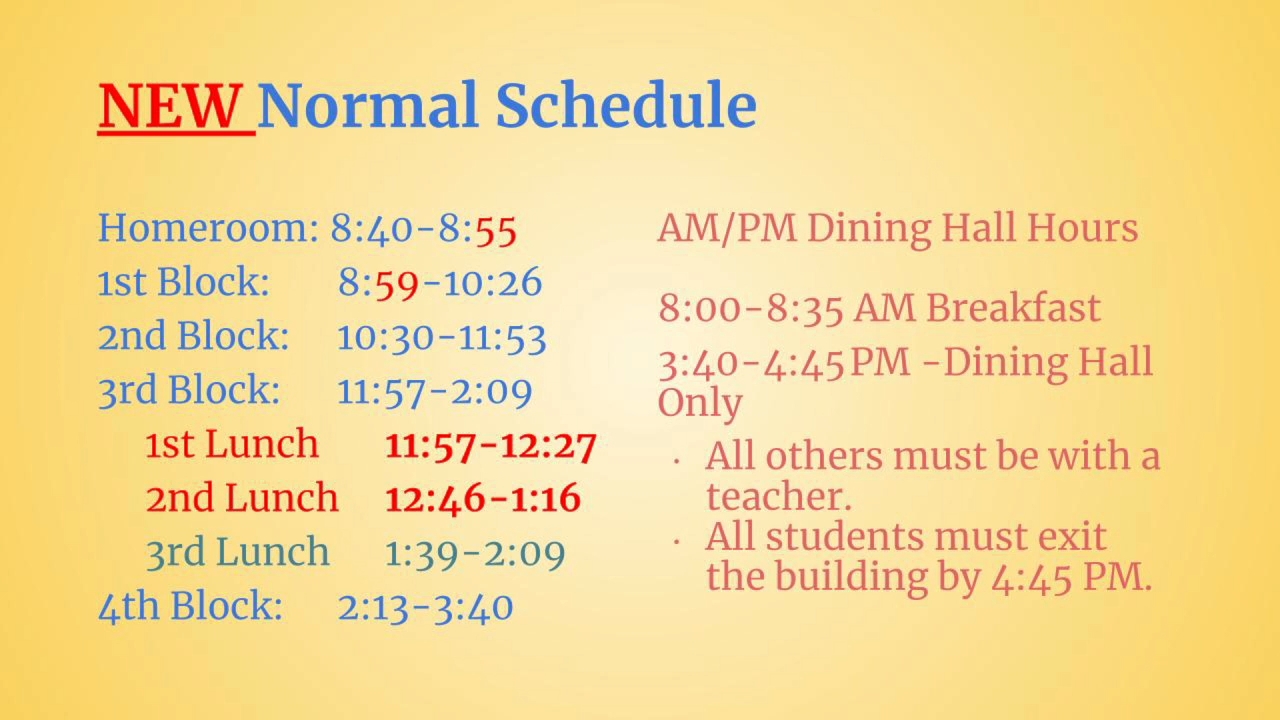 NEW Normal Schedule
Homeroom: 8:40-8:55
1st Block: 8:59-10:26
2nd Block: 10:30-11:53
3rd Block: 11:57-2:09
1st Lunch 11:57-12:27
2nd Lunch 12:46-1:16
3rd Lunch 1:39-2:09
4th Block: 2:13-3:40
AM/PM Dining Hall Hours
8:00-8:35 AM Breakfast
3:40-4:45 PM -Dining Hall
Only
· All others must be with a
teacher.
· All students must exit
the building by 4:45 PM.